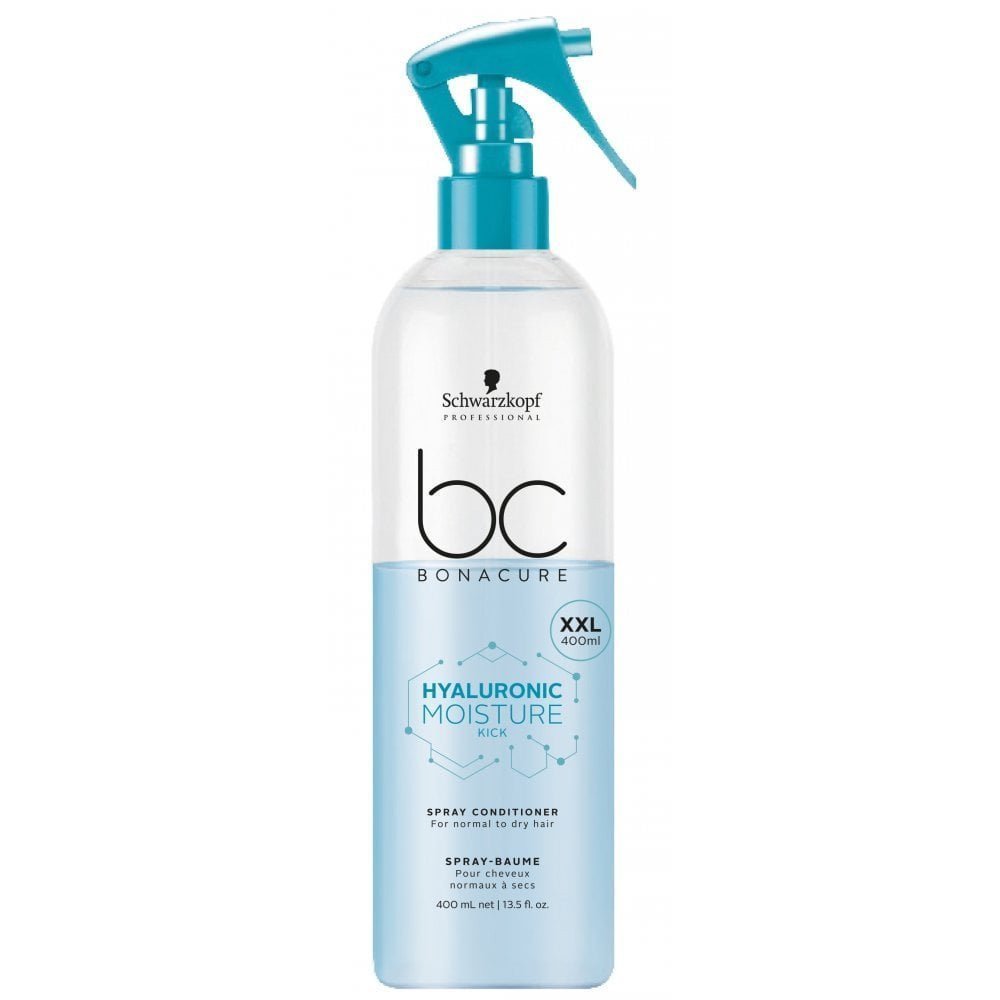 Schwarzkopf
PROFESSIONAL
bc
BONACURE
XXL
400ml
HYALURONIC
MOISTURE
KICK
SPRAY CONDITIONER
For normal to dry hair
SPRAY-BAUME
Pour cheveux
normaux à secs
400 mL net | 13.5 fl. oz.